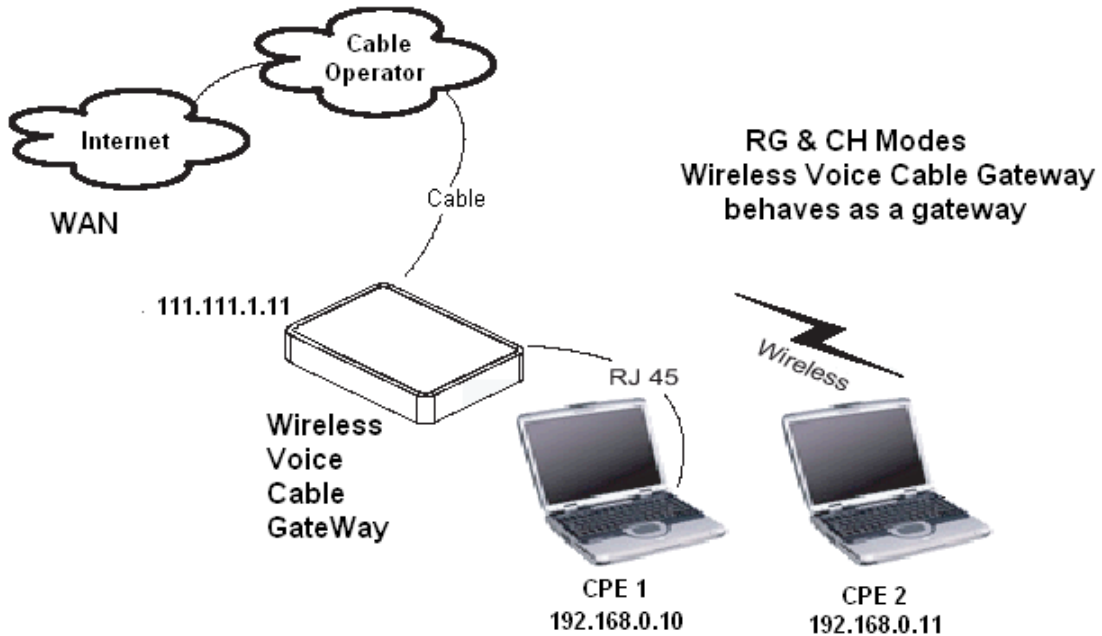 Cable
Operator
Internet
WAN
Cable
RG & CH Modes
Wireless Voice Cable Gateway
behaves as a gateway
111.111.1.11
Wireless
Voice
Cable
GateWay
RJ 45
Wireless
CPE 1
192.168.0.10
CPE 2
192.168.0.11